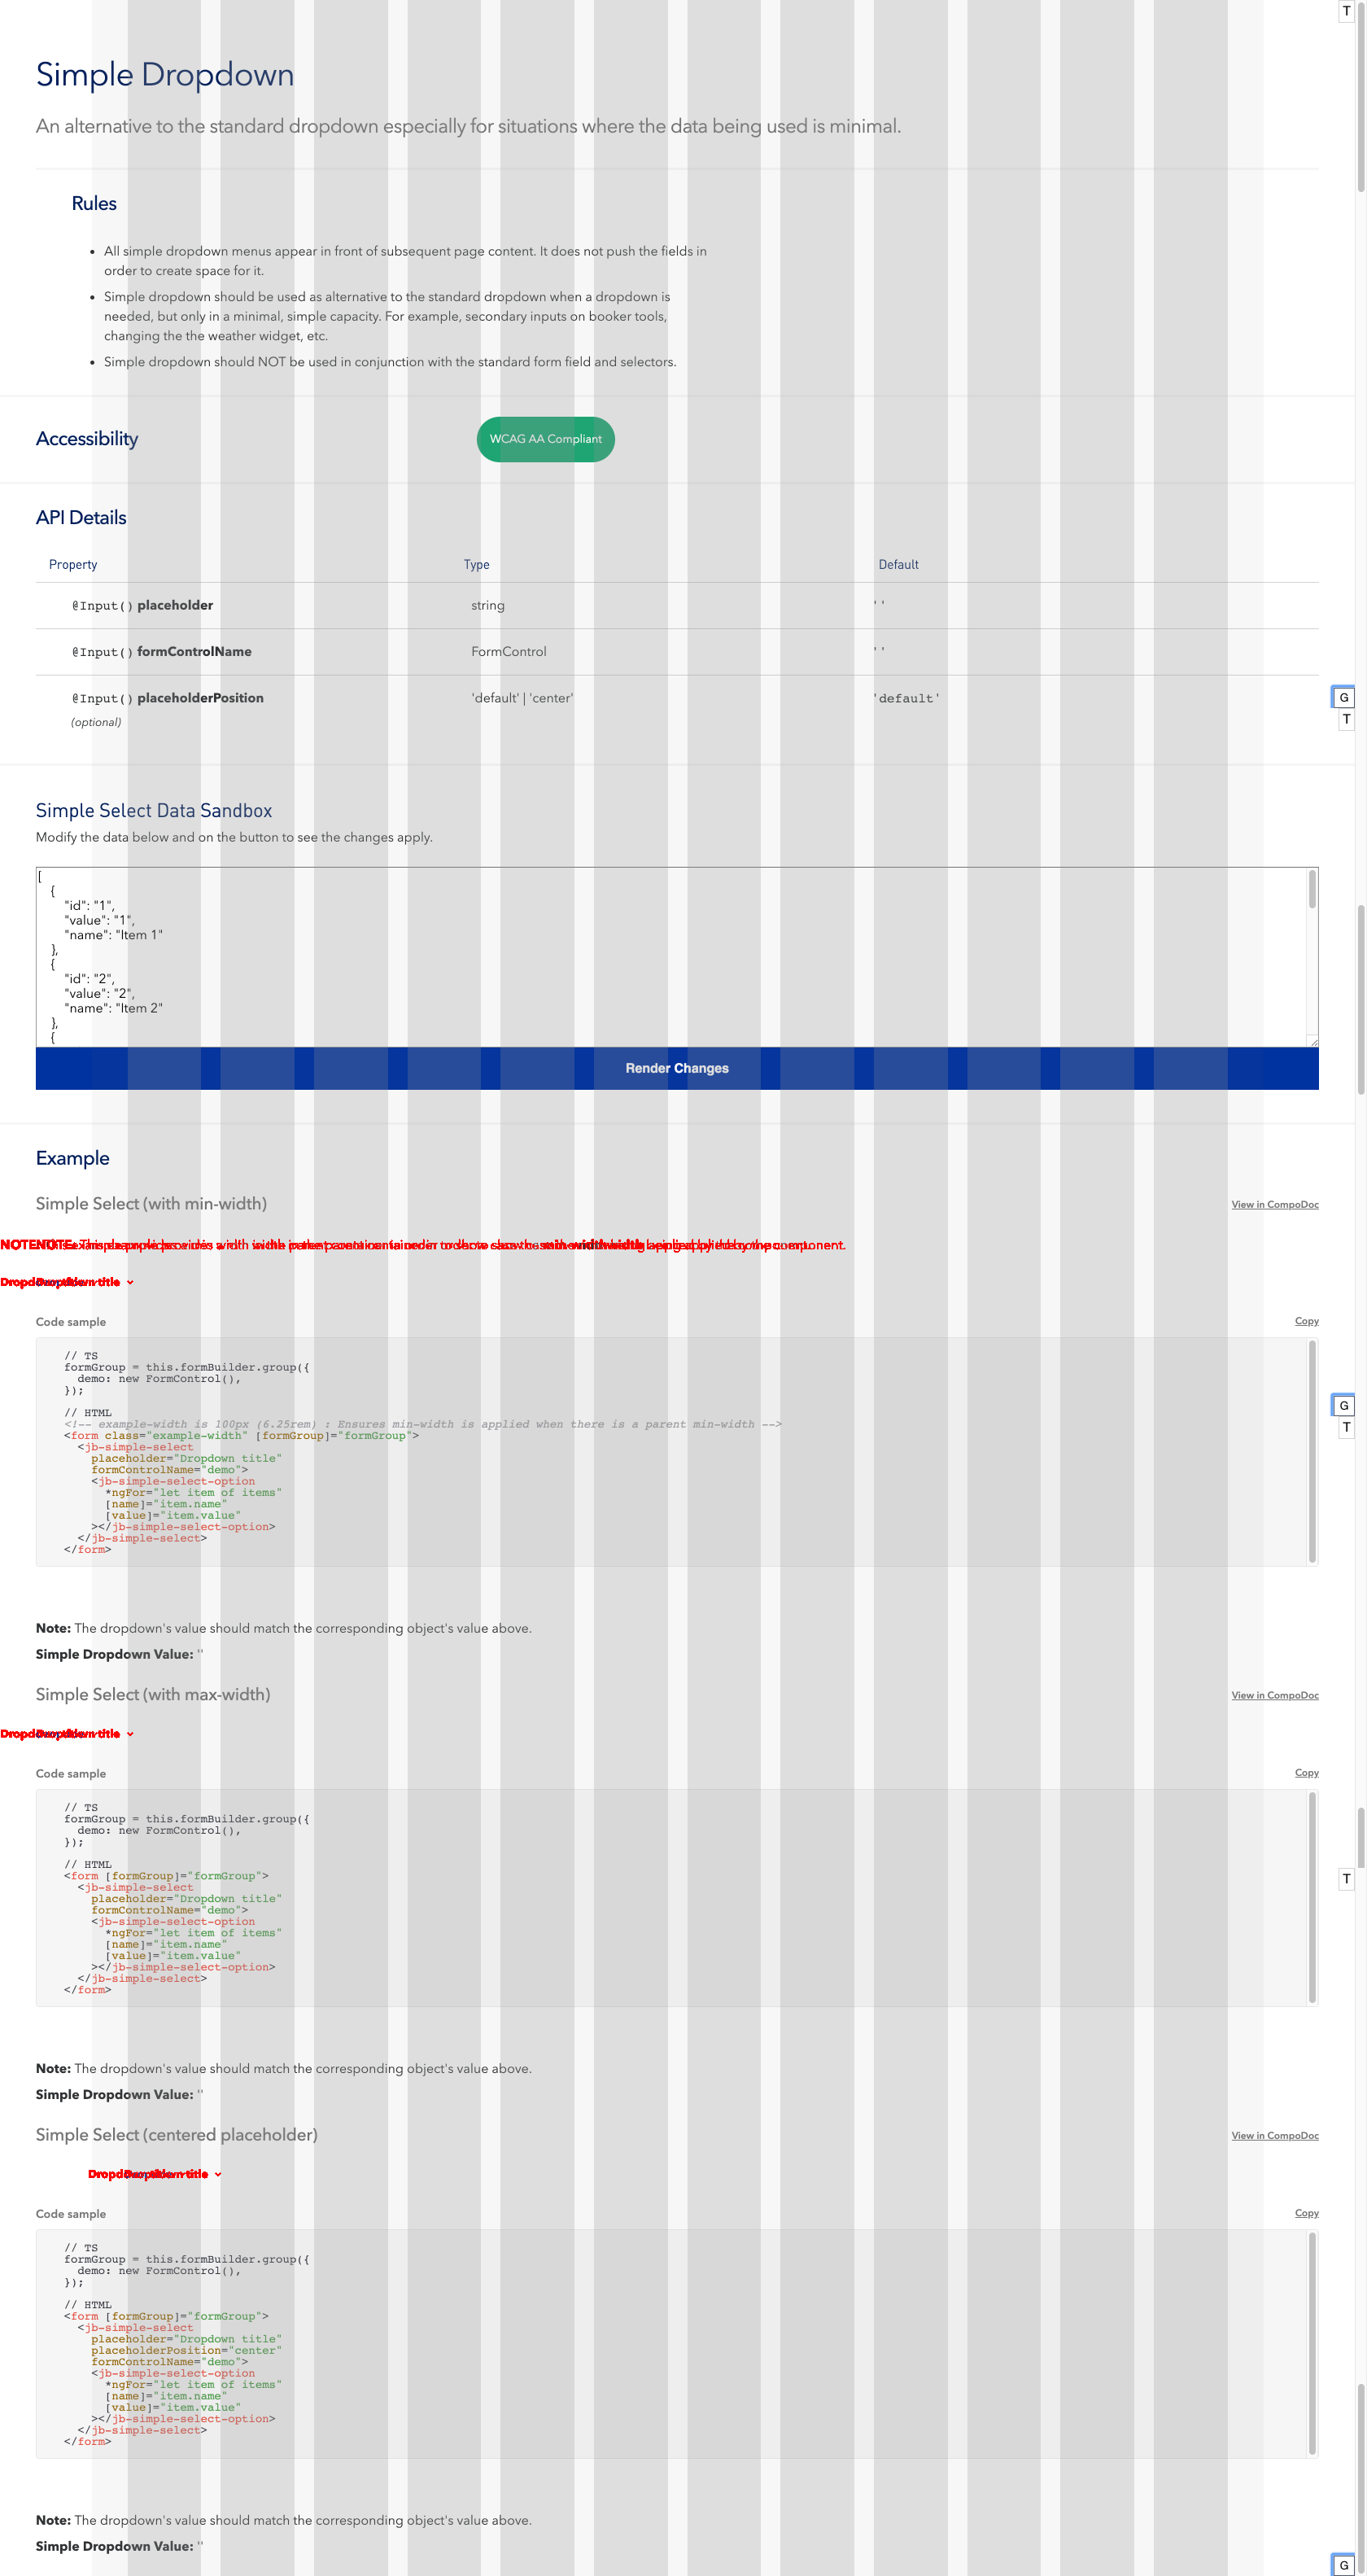 T
Simple Dropdown
An alternative to the standard dropdown especially for situations where the data being used is minimal.
Rules
• All simple dropdown menus appear in front of subsequent page content. It does not push the fields in
order to create space for it.
• Simple dropdown should be used as alternative to the standard dropdown when a dropdown is
needed, but only in a minimal, simple capacity. For example, secondary inputs on booker tools,
changing the the weather widget, etc.
• Simple dropdown should NOT be used in conjunction with the standard form field and selectors.
Accessibility WCAG AA Compliant
API Details
Property Type Default
@Input() placeholder string ''
@Input() formControlName FormControl ''
@Input() placeholderPosition 'default' | 'center' 'default'
G
(optional)
T
Simple Select Data Sandbox
Modify the data below and on the button to see the changes apply.
[
{
"id": "1",
"value": "1",
"name": "Item 1"
},
{
"id": "2",
"value": "2",
"name": "Item 2"
},
{
Render Changes
Example
Simple Select (with min-width) View in CompoDoc
NOTE: component.
Dropdown title
Code sample Copy
// TS
formGroup = this.formBuilder.group({
demo: new FormControl(),
});
G
// HTML
<!-- example-width is 100px (6.25rem) : Ensures min-width is applied when there is a parent min-width -->
T
<form class="example-width" [formGroup]="formGroup">
<jb-simple-select
placeholder="Dropdown title"
formControlName="demo">
<jb-simple-select-option
*ngFor="let item of items"
[name]="item.name"
[value]="item.value"
></jb-simple-select-option>
</jb-simple-select>
</form>
Note: The dropdown's value should match the corresponding object's value above.
Simple Dropdown Value: ''
Simple Select (with max-width) View in CompoDoc
Dropdown title
Code sample Copy
// TS
formGroup = this.formBuilder.group({
demo: new FormControl(),
});
// HTML
<form [formGroup]="formGroup">
T
<jb-simple-select
placeholder="Dropdown title"
formControlName="demo">
<jb-simple-select-option
*ngFor="let item of items"
[name]="item.name"
[value]="item.value"
></jb-simple-select-option>
</jb-simple-select>
</form>
Note: The dropdown's value should match the corresponding object's value above.
Simple Dropdown Value: ''
Simple Select (centered placeholder) View in CompoDoc
Dropdown title
Code sample Copy
// TS
formGroup = this.formBuilder.group({
demo: new FormControl(),
});
// HTML
<form [formGroup]="formGroup">
<jb-simple-select
placeholder="Dropdown title"
placeholderPosition="center"
formControlName="demo">
<jb-simple-select-option
*ngFor="let item of items"
[name]="item.name"
[value]="item.value"
></jb-simple-select-option>
</jb-simple-select>
</form>
Note: The dropdown's value should match the corresponding object's value above.
Simple Dropdown Value: ''
G